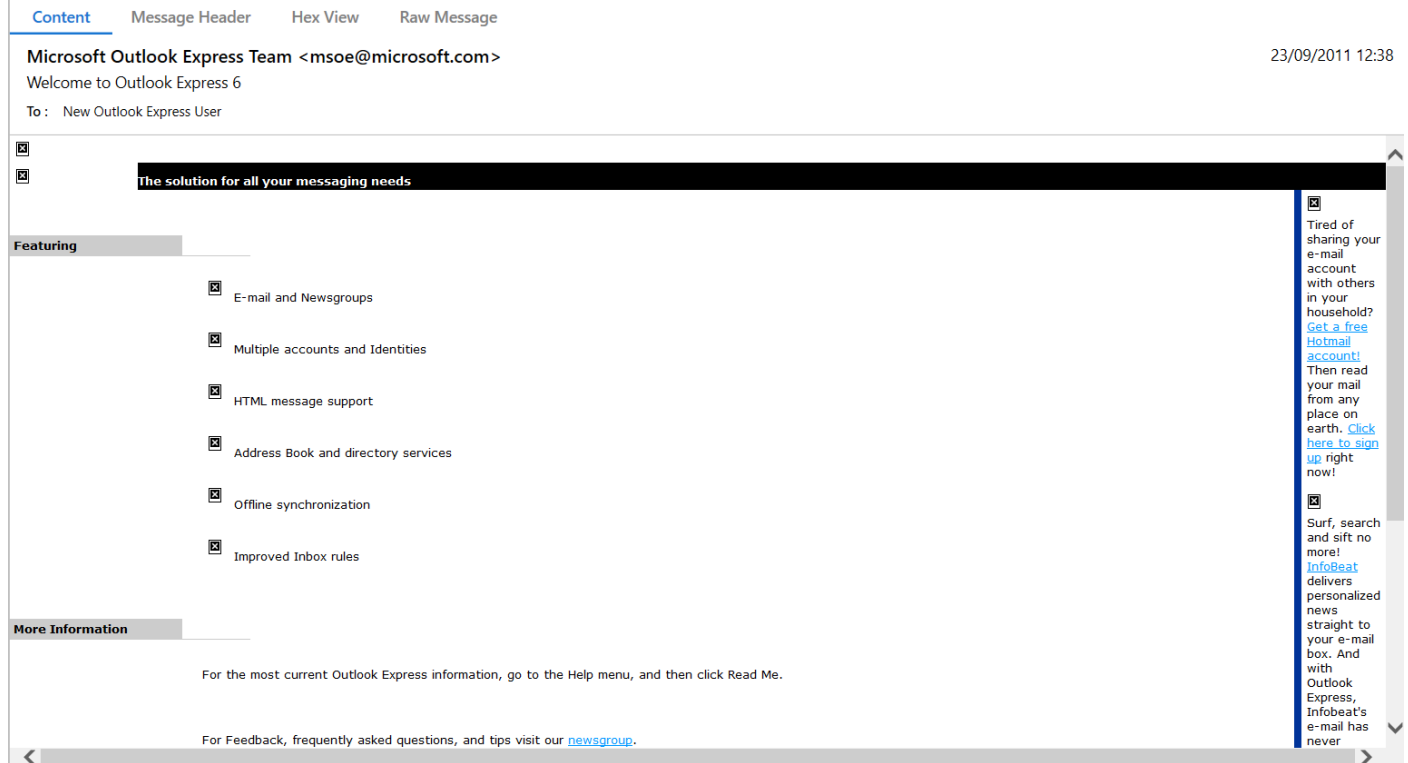 Content Message Header Hex View Raw Message
Microsoft Outlook Express Team <msoe@microsoft.com>
23/09/2011 12:38
Welcome to Outlook Express 6
To : New Outlook Express User
The solution for all your messaging needs
Featuring
E-mail and Newsgroups
Multiple accounts and Identities
HTML message support
Address Book and directory services
Offline synchronization
Improved Inbox rules
More Information
For the most current Outlook Express information, go to the Help menu, and then click Read Me.
For Feedback, frequently asked questions, and tips visit our newsgroup.
Tired of
sharing your
e-mail
account
with others
in your
household?
Get a free
Hotmail
account!
Then read
your mail
from any
place on
earth. Click
here to sign
up right
now!
Surf, search
and sift no
more!
InfoBeat
delivers
personalized
news
straight to
your e-mail
box. And
with
Outlook
Express,
Infobeat's
e-mail has
never